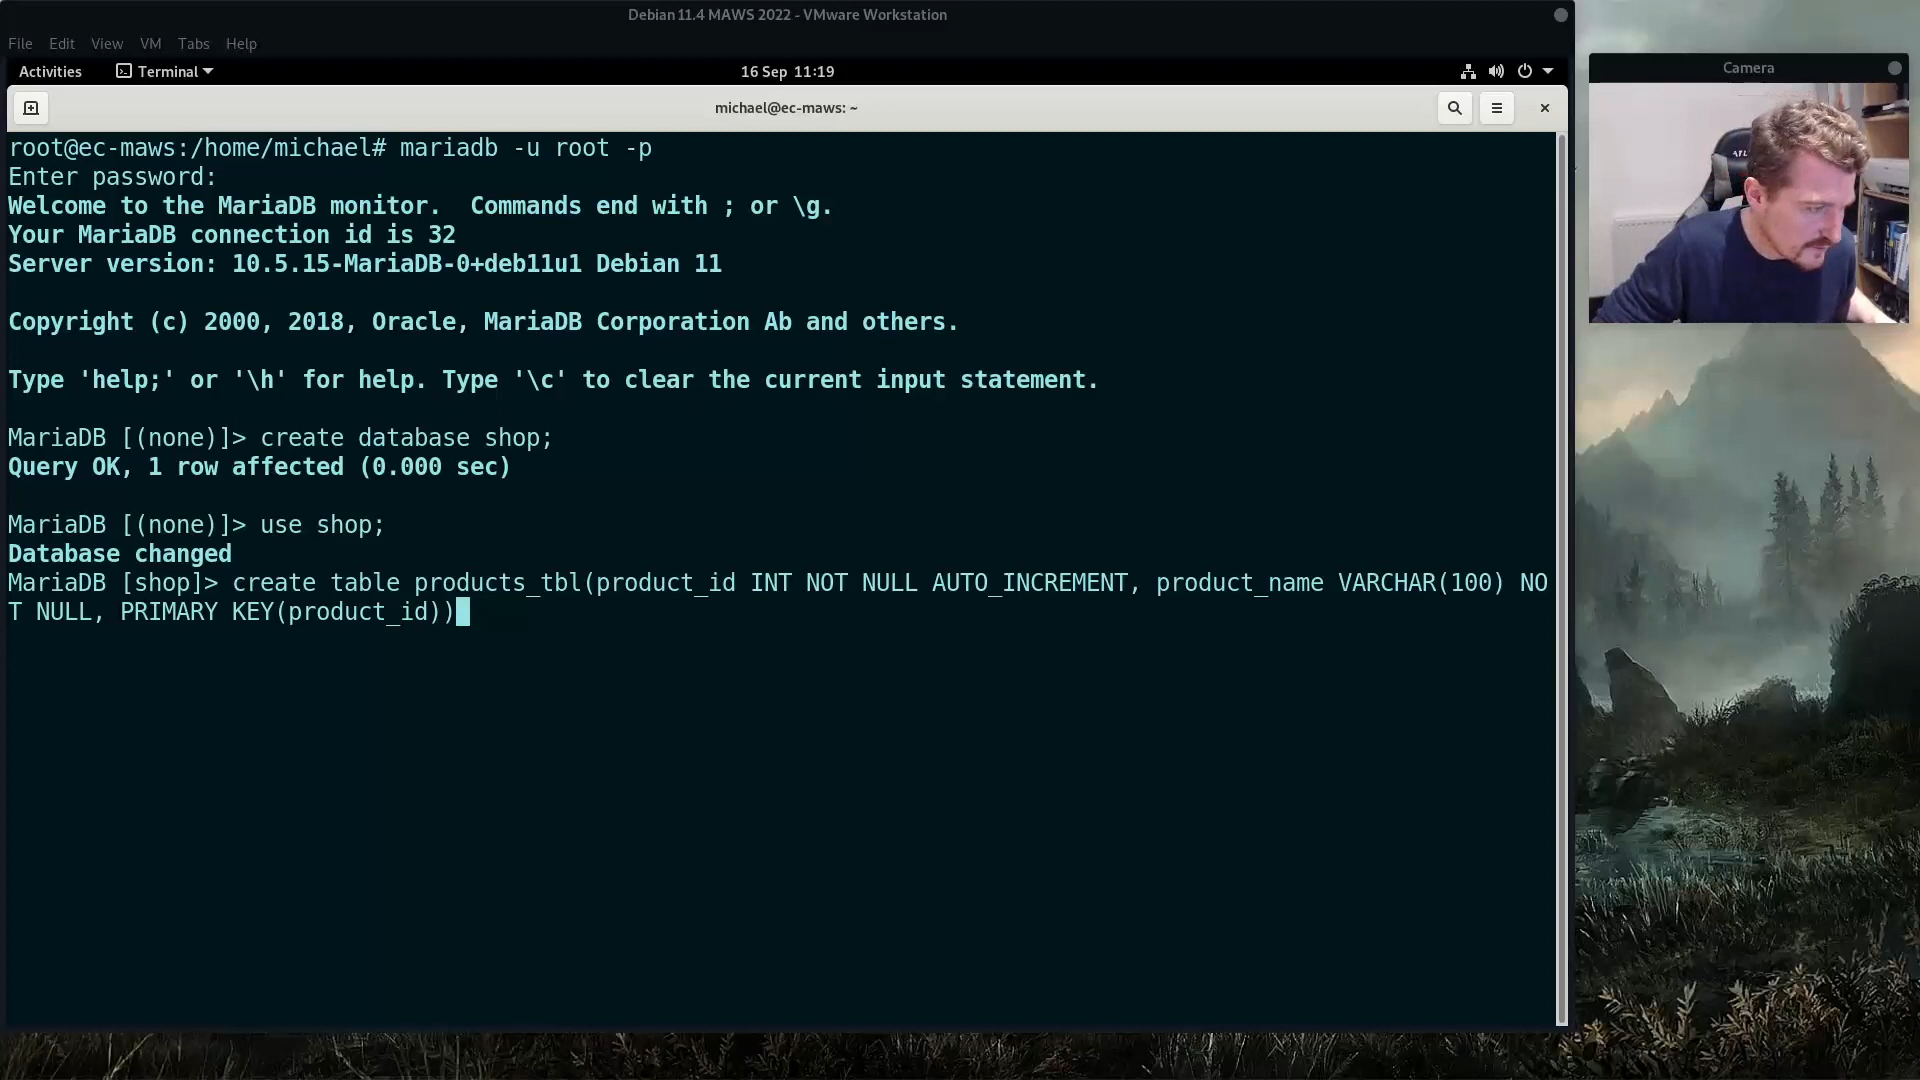 Debian 11.4 MAWS 2022 - VMware Workstation
File Edit View VM Tabs Help
Activities Terminal 16 Sep 11:19
Camera
michael@ec-maws: ~
root@ec-maws:/home/michael# mariadb -u root -p
Enter password:
Welcome to the MariaDB monitor.  Commands end with ; or \g.
Your MariaDB connection id is 32
Server version: 10.5.15-MariaDB-0+deb11u1 Debian 11
Copyright (c) 2000, 2018, Oracle, MariaDB Corporation Ab and others.
Type 'help;' or '\h' for help. Type '\c' to clear the current input statement.
MariaDB [(none)]> create database shop;
Query OK, 1 row affected (0.000 sec)
MariaDB [(none)]> use shop;
Database changed
MariaDB [shop]> create table products_tbl(product_id INT NOT NULL AUTO_INCREMENT, product_name VARCHAR(100) NO
T NULL, PRIMARY KEY(product_id))